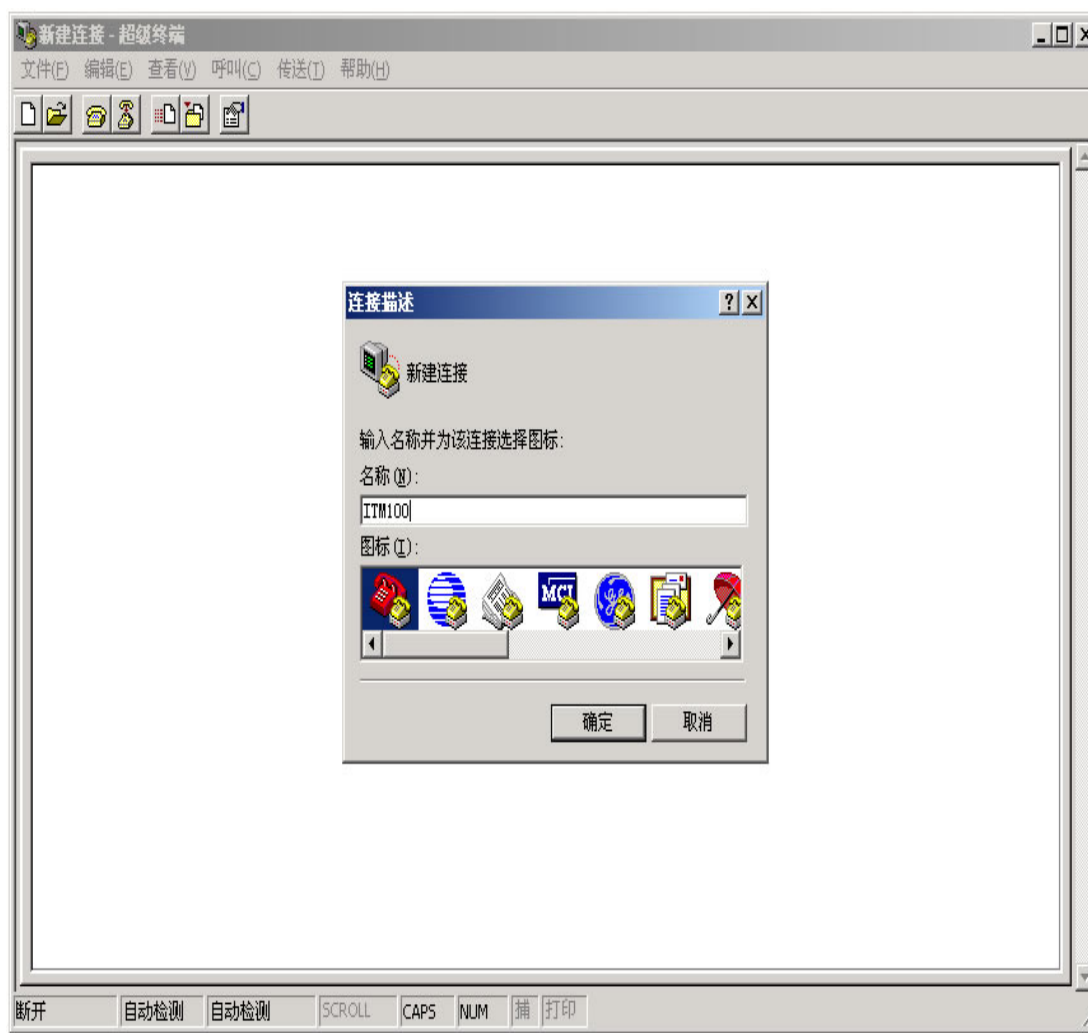 新建连接 - 超级终端
文件(F) 编辑(E) 查看(V) 呼叫(C) 传送(T) 帮助(H)
连接描述
新建连接
输入名称并为该连接选择图标:
名称(N):
ITM100
图标(I):
MCI
确定 取消
断开 自动检测 自动检测 SCROLL CAPS NUM 捕 打印